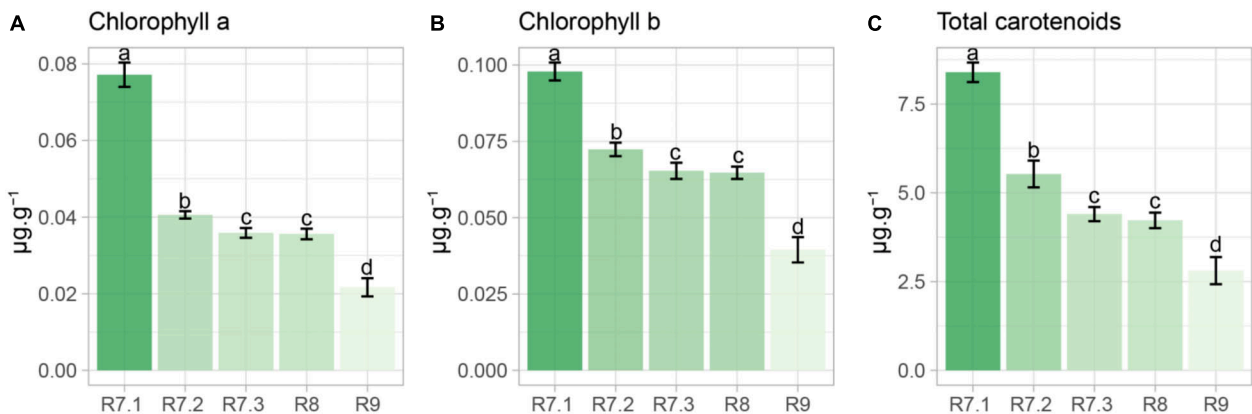 A Chlorophyll a
a
b
c
c
d
0.08
0.06
0.04
0.02
0.00
µg.g⁻¹
R7.1 R7.2 R7.3 R8 R9
B Chlorophyll b
a
b
c
c
d
0.100
0.075
0.050
0.025
0.000
µg.g⁻¹
R7.1 R7.2 R7.3 R8 R9
C Total carotenoids
a
b
c
c
d
7.5
5.0
2.5
0.0
µg.g⁻¹
R7.1 R7.2 R7.3 R8 R9